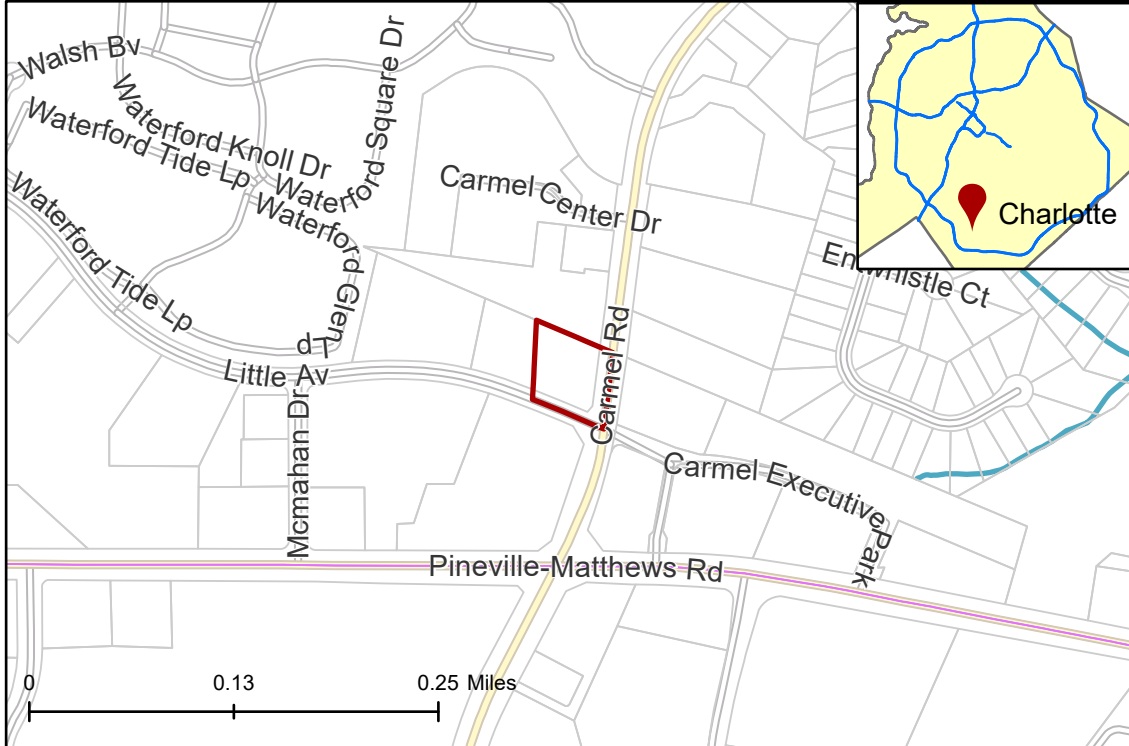 Walsh Bv
Waterford Knoll Dr
Waterford Square Dr
Waterford Tide Lp
Waterford Glen
Lp
Waterford Tide Lp
Carmel Center Dr
Charlotte
Entwhistle Ct
Carmel Rd
Little Av
Mcmahan Dr
Carmel Executive
Park
Pineville-Matthews Rd
0
0.13
0.25 Miles